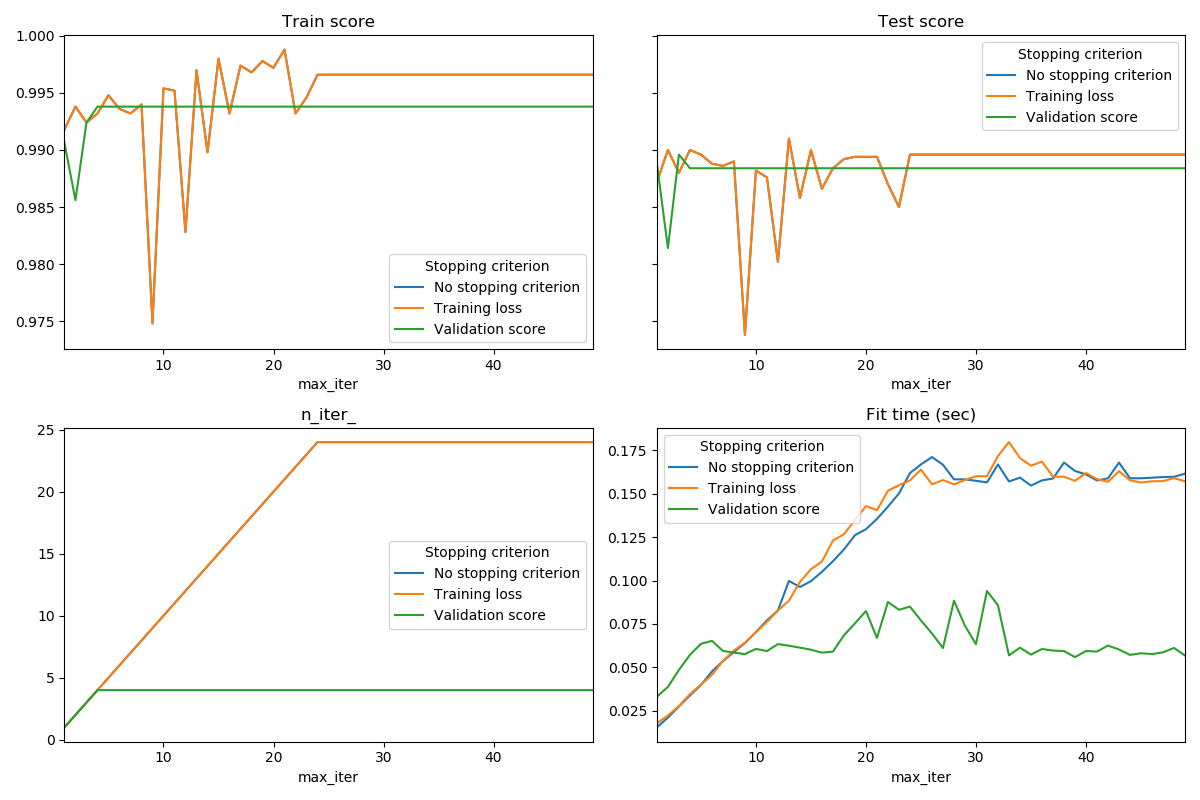 Train score
1.000
0.995
0.990
0.985
0.980
0.975
Stopping criterion
No stopping criterion
Training loss
Validation score
10
20
30
40
max_iter
Test score
Stopping criterion
No stopping criterion
Training loss
Validation score
10
20
30
40
max_iter
n_iter_
25
20
15
10
5
0
Stopping criterion
No stopping criterion
Training loss
Validation score
10
20
30
40
max_iter
Fit time (sec)
0.175
0.150
0.125
0.100
0.075
0.050
0.025
Stopping criterion
No stopping criterion
Training loss
Validation score
10
20
30
40
max_iter